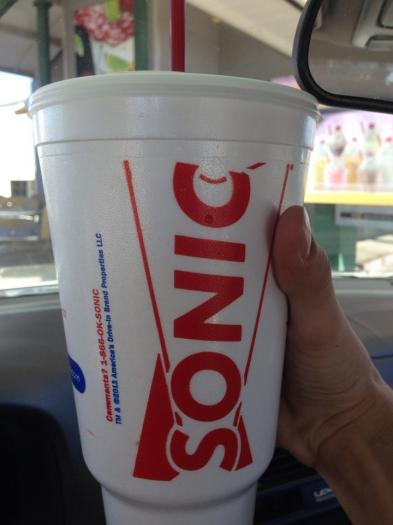 SONIC
Comments? 1-866-OK-SONIC
TM & ©2013 America's Drive-In Brand Properties LLC